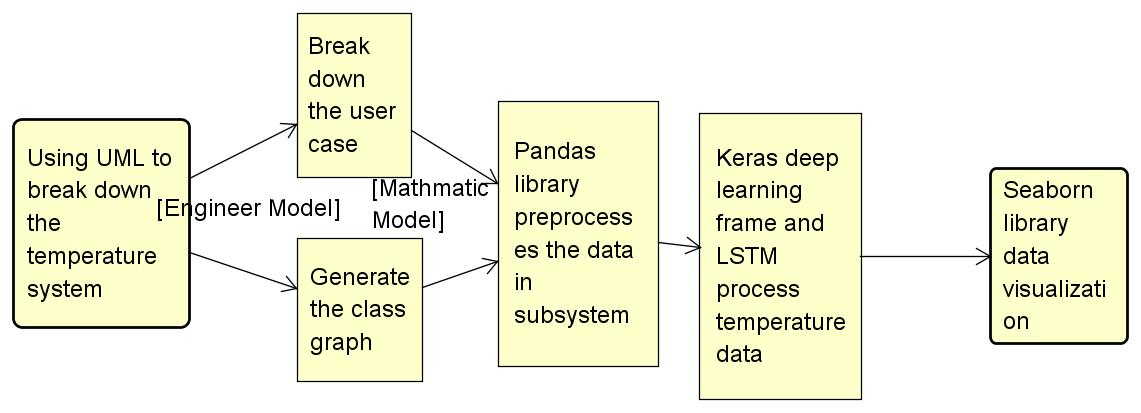 Using UML to
break down
the
temperature
system
[Engineer Model]
Break
down
the user
case
Generate
the class
graph
[Mathmatic
Model]
Pandas
library
preprocess
es the data
in
subsystem
Keras deep
learning
frame and
LSTM
process
temperature
data
Seaborn
library
data
visualizati
on